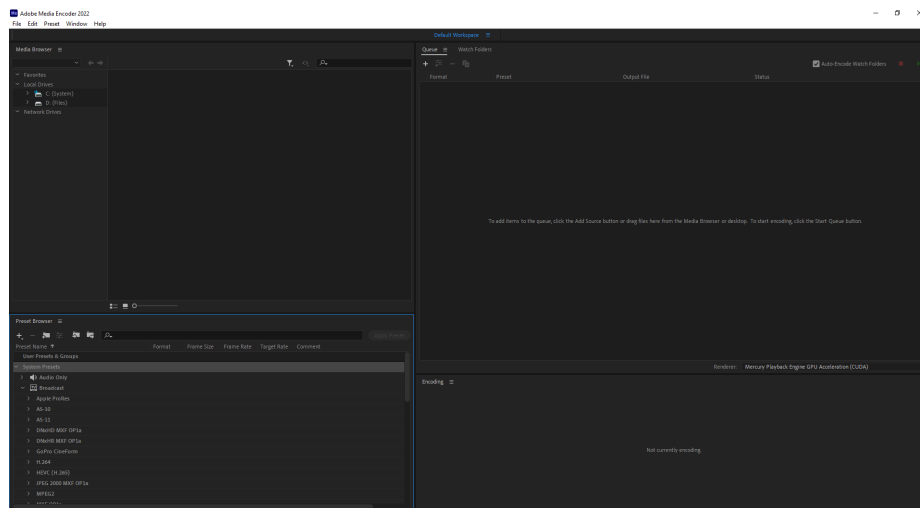 Adobe Media Encoder 2022
File Edit Preset Window Help
Default Workspace
Media Browser
Favorites
Local Drives
C: (System)
D: (Files)
Network Drives
Queue Watch Folders
Auto-Encode Watch Folders
Format Preset Output File Status
To add items to the queue, click the Add Source button or drag files here from the Media Browser or desktop. To start encoding, click the Start Queue button.
Renderer: Mercury Playback Engine GPU Acceleration (CUDA)
Preset Browser
Apply Preset
Preset Name Format Frame Size Frame Rate Target Rate Comment
User Presets & Groups
System Presets
Audio Only
Broadcast
Apple ProRes
AS-10
AS-11
DNxHD MXF OP1a
DNxHR MXF OP1a
GoPro CineForm
H.264
HEVC (H.265)
JPEG 2000 MXF OP1a
MPEG2
Encoding
Not currently encoding.